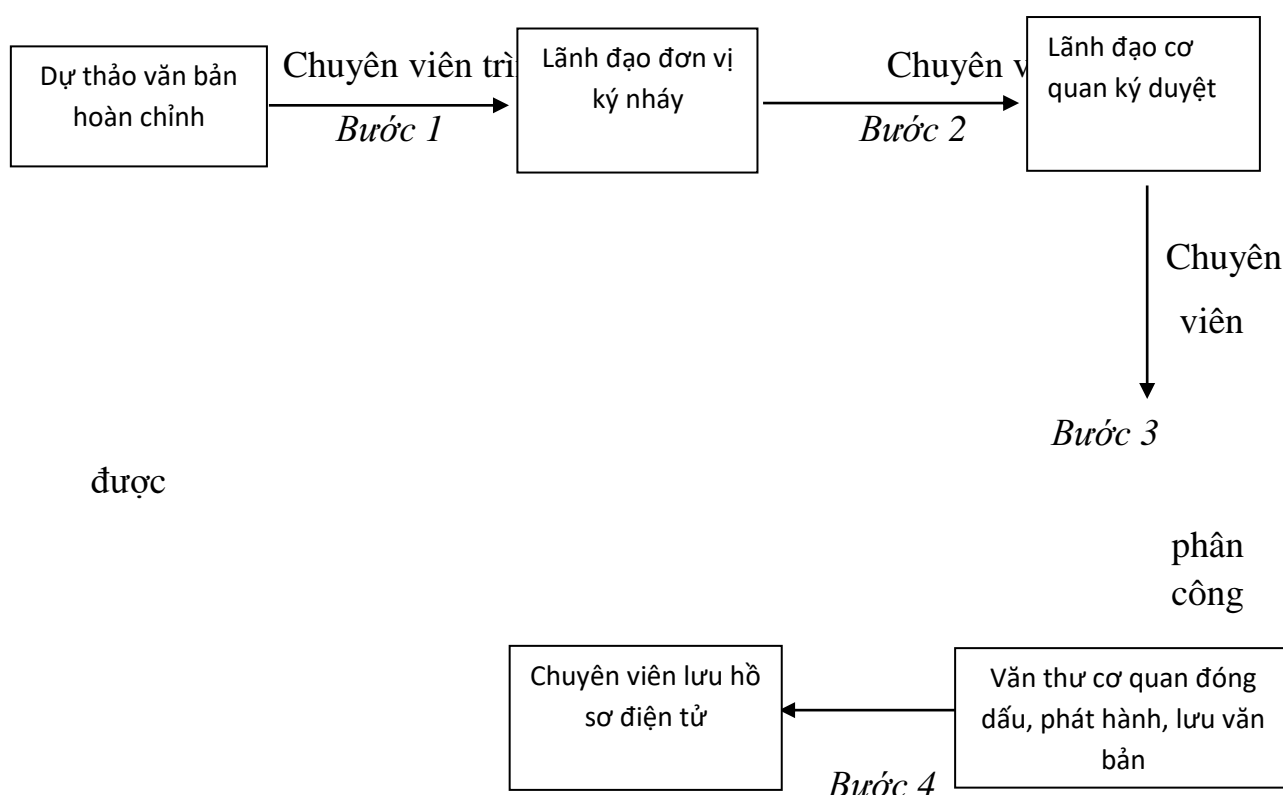 Dự thảo văn bản
hoàn chỉnh
Chuyên viên
Bước 1
Lãnh đạo đơn vị
ký nháy
Chuyên
Bước 2
Lãnh đạo cơ
quan ký duyệt
Chuyên
viên
Bước 3
được
phân
công
Chuyên viên lưu hồ
sơ điện tử
Văn thư cơ quan đóng
dấu, phát hành, lưu văn
bản
Bước 4